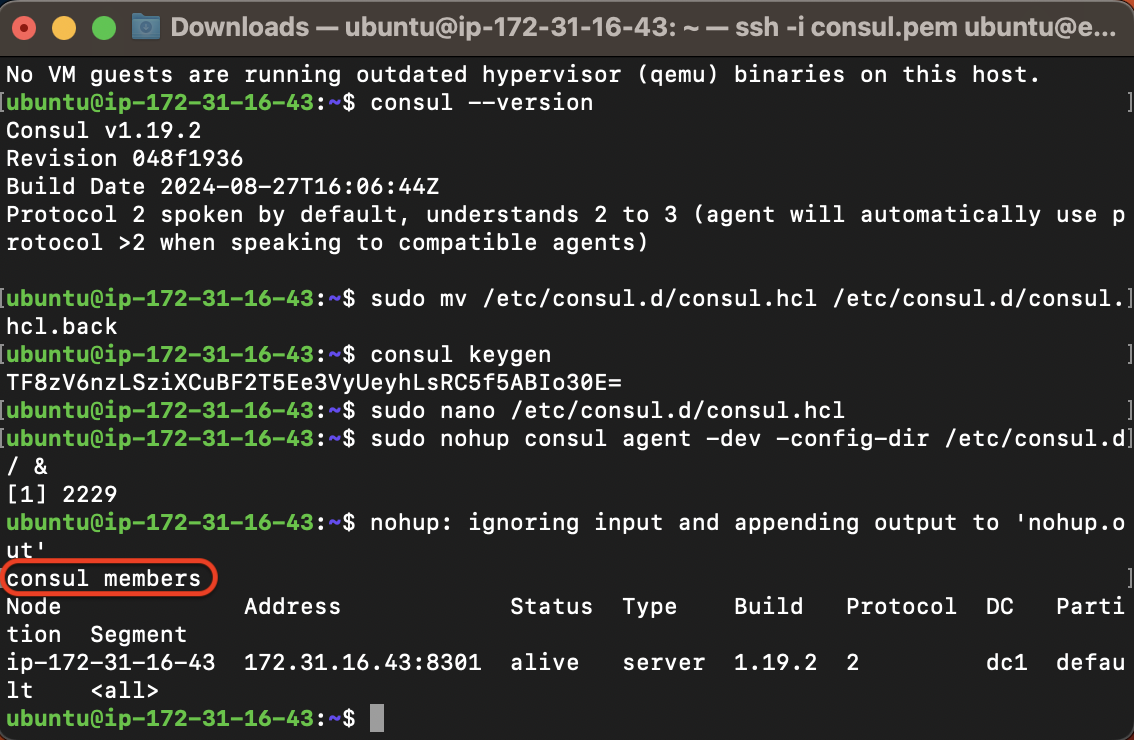 Downloads — ubuntu@ip-172-31-16-43: ~ — ssh -i consul.pem ubuntu@e...
No VM guests are running outdated hypervisor (qemu) binaries on this host.
[ubuntu@ip-172-31-16-43:~$ consul --version ]
Consul v1.19.2
Revision 048f1936
Build Date 2024-08-27T16:06:44Z
Protocol 2 spoken by default, understands 2 to 3 (agent will automatically use p
rotocol >2 when speaking to compatible agents)
[ubuntu@ip-172-31-16-43:~$ sudo mv /etc/consul.d/consul.hcl /etc/consul.d/consul.]
hcl.back
[ubuntu@ip-172-31-16-43:~$ consul keygen ]
TF8zV6nzLSziXCuBF2T5Ee3VyUeyhLsRC5f5ABIo30E=
[ubuntu@ip-172-31-16-43:~$ sudo nano /etc/consul.d/consul.hcl ]
[ubuntu@ip-172-31-16-43:~$ sudo nohup consul agent -dev -config-dir /etc/consul.d]
/ &
[1] 2229
ubuntu@ip-172-31-16-43:~$ nohup: ignoring input and appending output to 'nohup.o
ut'
[consul members ]
Node Address Status Type Build Protocol DC Parti
tion Segment
ip-172-31-16-43 172.31.16.43:8301 alive server 1.19.2 2 dc1 defau
lt <all>
ubuntu@ip-172-31-16-43:~$